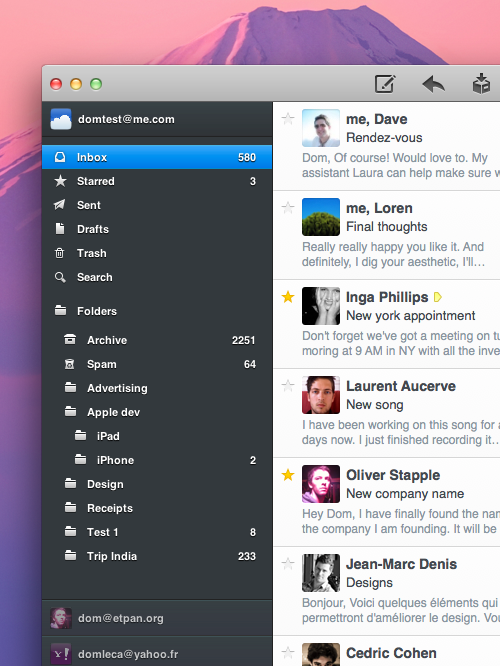 domtest@me.com
Inbox 580
Starred 3
Sent
Drafts
Trash
Search
Folders
Archive 2251
Spam 64
Advertising
Apple dev
iPad
iPhone 2
Design
Receipts
Test 1 8
Trip India 233
dom@etpan.org
domleca@yahoo.fr
Y!
me, Dave
Rendez-vous
Dom, Of course! Would love to. My
assistant Laura can help make sure w
me, Loren
Final thoughts
Really really happy you like it. And
definitely, I dig your aesthetic, I'll…
Inga Phillips
New york appointment
Don't forget we've got a meeting on tu
moring at 9 AM in NY with all the inve
Laurent Aucerve
New song
I have been working on this song for a
days now. I just finished recording it…
Oliver Stapple
New company name
Hey Dom, I have finally found the nam
the company I am founding. It will be
Jean-Marc Denis
Designs
Bonjour, Voici quelques éléments qui
permettront d'améliorer le design. Vou
Cedric Cohen